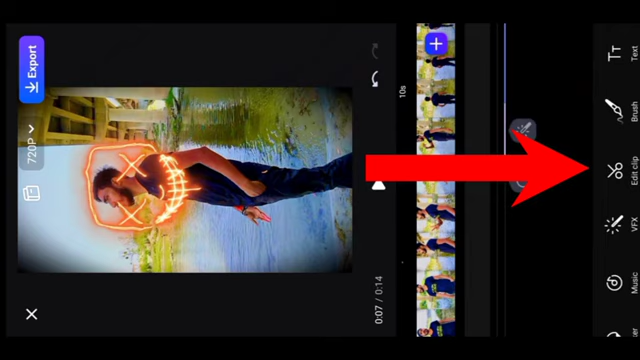 Export
720P
0:07 / 0:14
10s
Text
Brush
Edit clip
VFX
Music